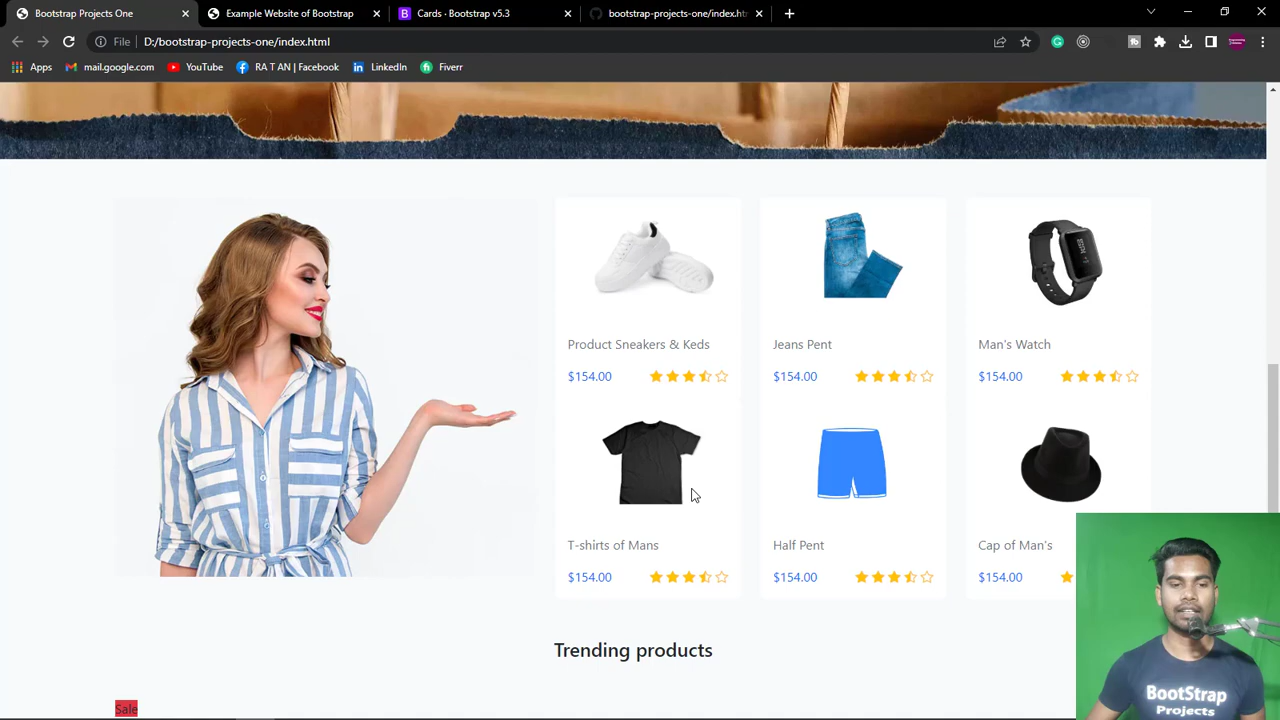 Bootstrap Projects One
Example Website of Bootstrap
Cards · Bootstrap v5.3
bootstrap-projects-one/index.htm
File D:/bootstrap-projects-one/index.html
Apps mail.google.com YouTube RA T AN | Facebook LinkedIn Fiverr
Product Sneakers & Keds
Jeans Pent
Man's Watch
$154.00
$154.00
$154.00
T-shirts of Mans
Half Pent
Cap of Man's
$154.00
$154.00
$154.00
Trending products
Sale
BootStrap
Projects